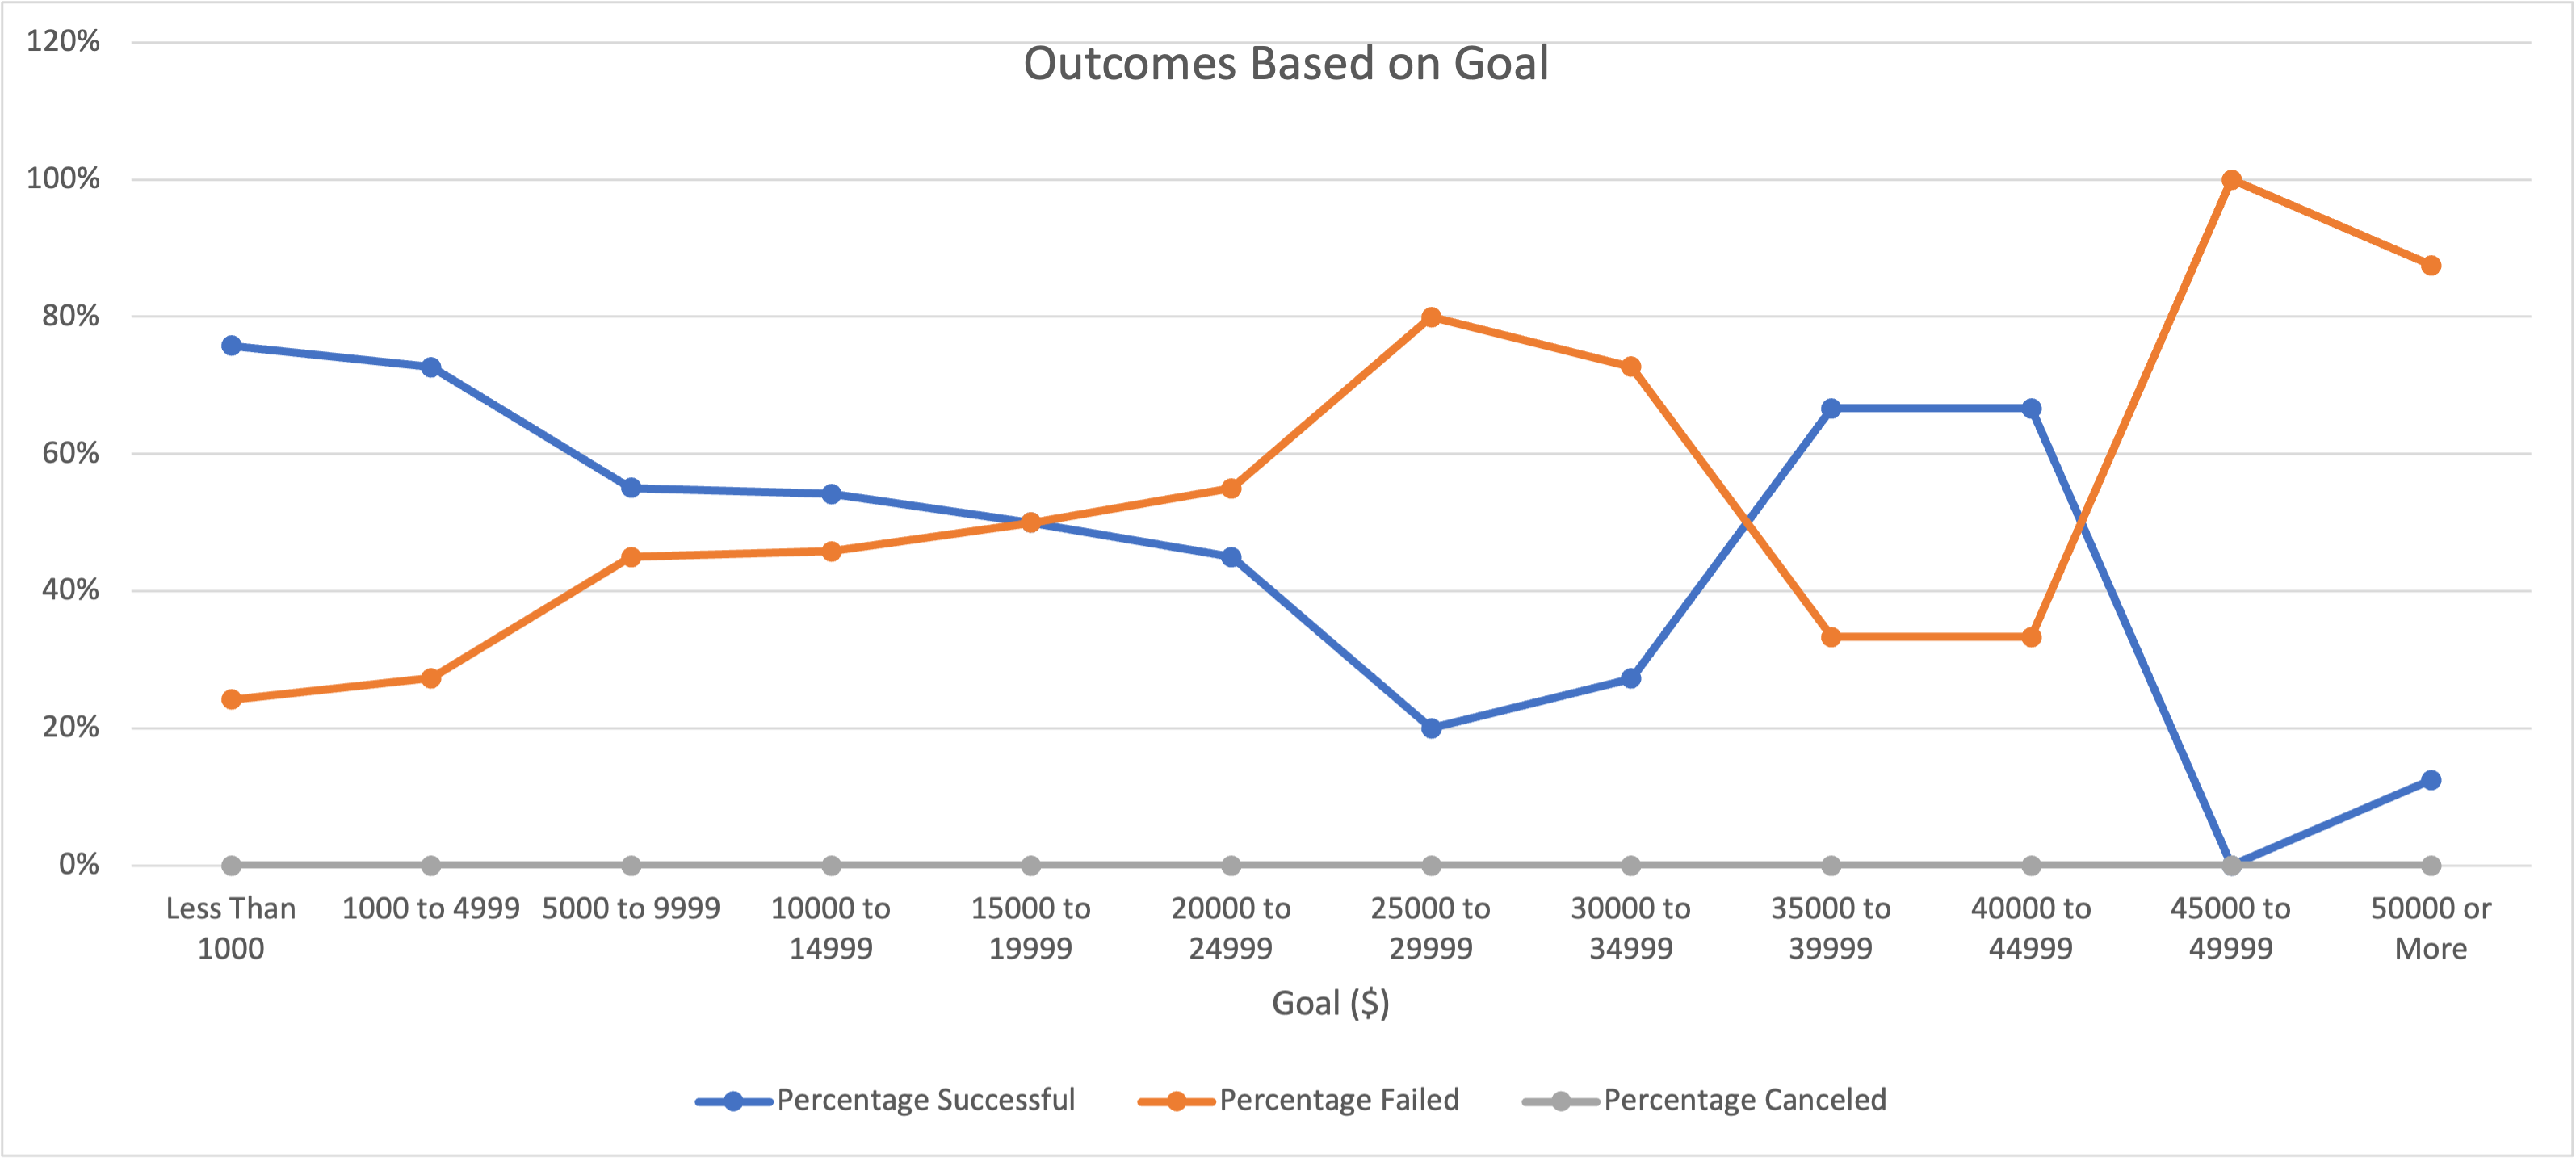 Outcomes Based on Goal
120%
100%
80%
60%
40%
20%
0%
Less Than 1000
1000 to 4999
5000 to 9999
10000 to 14999
15000 to 19999
20000 to 24999
25000 to 29999
30000 to 34999
35000 to 39999
40000 to 44999
45000 to 49999
50000 or More
Goal ($)
Percentage Successful
Percentage Failed
Percentage Canceled